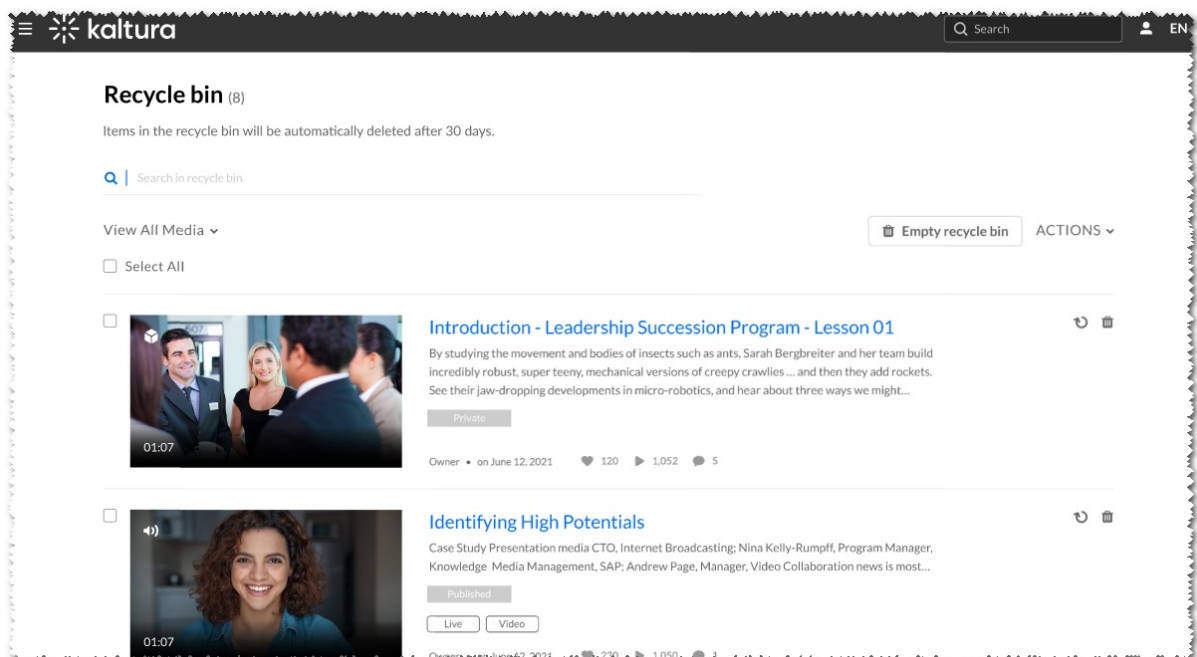 kaltura
Search
EN
Recycle bin (8)
Items in the recycle bin will be automatically deleted after 30 days.
Search in recycle bin
View All Media
Empty recycle bin
ACTIONS
Select All
607
Introduction - Leadership Succession Program - Lesson 01
By studying the movement and bodies of insects such as ants, Sarah Bergbreiter and her team build
incredibly robust, super teeny, mechanical versions of creepy crawlies ... and then they add rockets.
See their jaw-dropping developments in micro-robotics, and hear about three ways we might...
Private
01:07
Owner • on June 12, 2021 120 1,052 5
Identifying High Potentials
Case Study Presentation media CTO, Internet Broadcasting; Nina Kelly-Rumpff, Program Manager,
Knowledge Media Management, SAP; Andrew Page, Manager, Video Collaboration news is most...
Published
Live Video
01:07